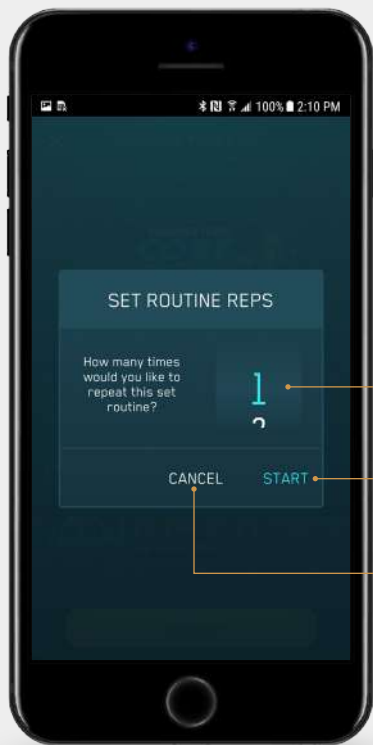 100% 2:10 PM
SET ROUTINE REPS
How many times
would you like to
repeat this set
routine?
1
CANCEL START